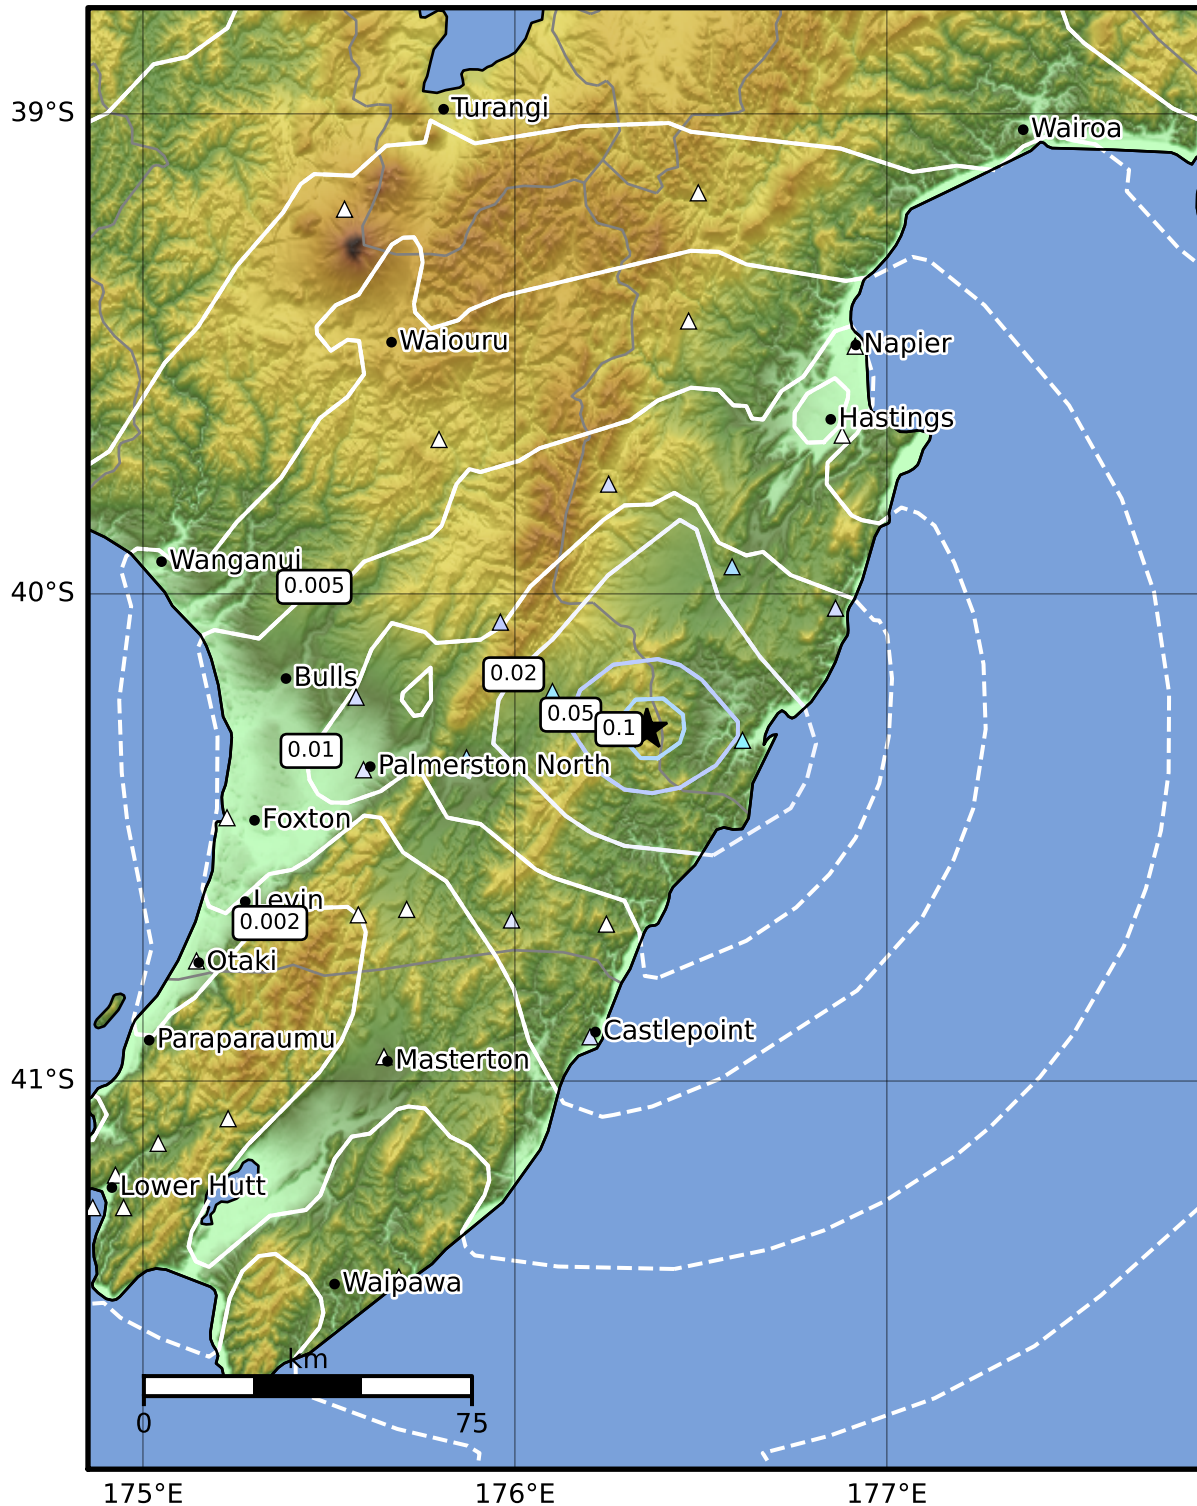 Turangi
39°S
Wairoa
Waiouru
Napier
Hastings
Wanganui
0.005
40°S
0.02
Bulls
0.05
0.1
0.01
Palmerston North
Foxton
Levin
0.002
Otaki
Castlepoint
Paraparaumu
Masterton
41°S
Lower Hutt
Waipawa
km
0 75
175°E 176°E 177°E